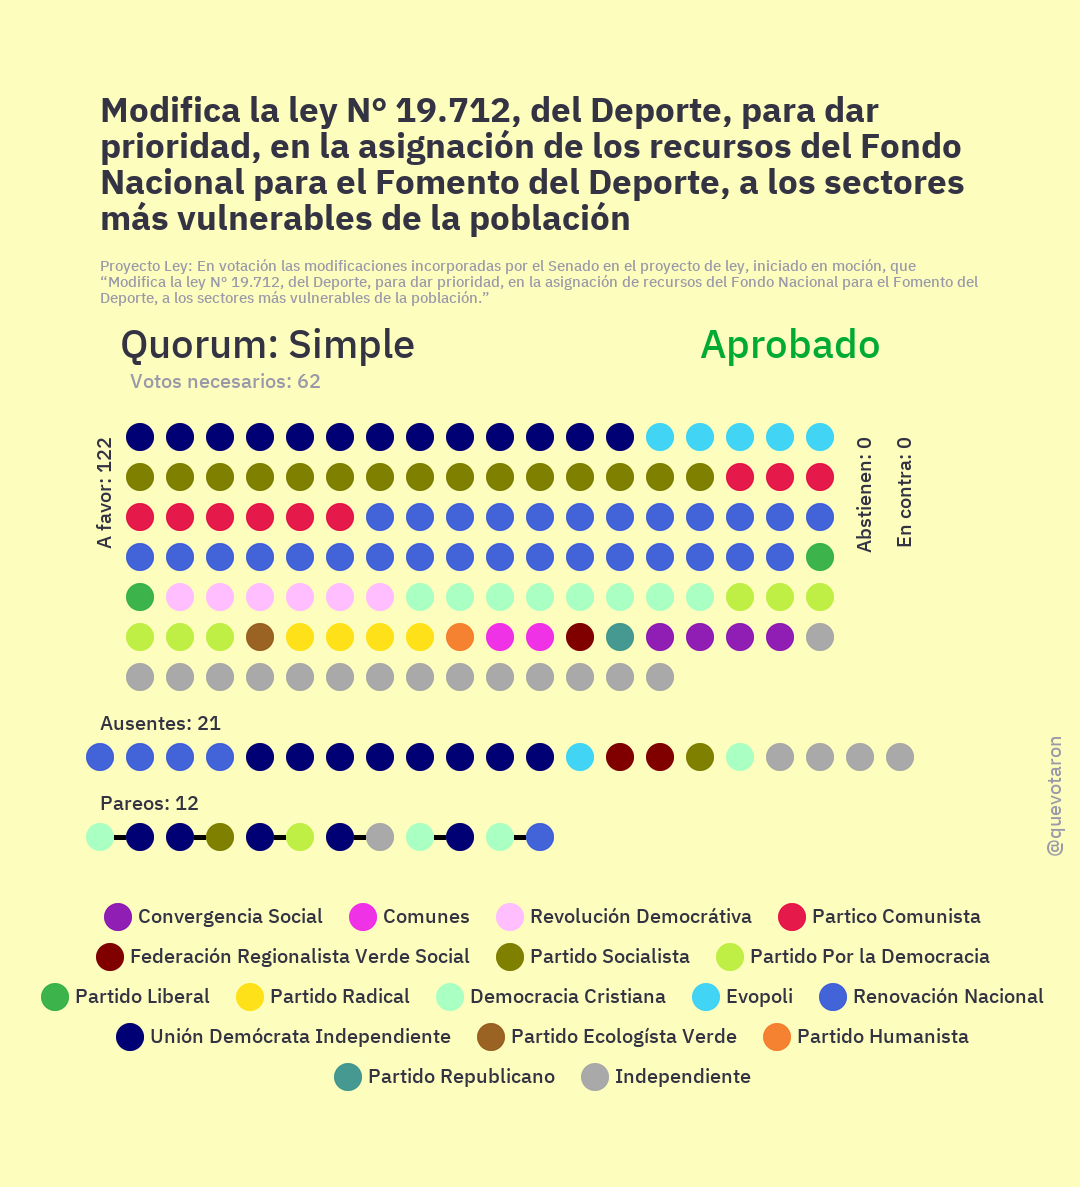 Modifica la ley Nº 19.712, del Deporte, para dar
prioridad, en la asignación de los recursos del Fondo
Nacional para el Fomento del Deporte, a los sectores
más vulnerables de la población
Proyecto Ley: En votación las modificaciones incorporadas por el Senado en el proyecto de ley, iniciado en moción, que
“Modifica la ley Nº 19.712, del Deporte, para dar prioridad, en la asignación de recursos del Fondo Nacional para el Fomento del
Deporte, a los sectores más vulnerables de la población.”
Quorum: Simple
Aprobado
Votos necesarios: 62
A favor: 122
Abstienen: 0
En contra: 0
Ausentes: 21
Pareos: 12
@quevotaron
Convergencia Social
Comunes
Revolución Democrátiva
Partico Comunista
Federación Regionalista Verde Social
Partido Socialista
Partido Por la Democracia
Partido Liberal
Partido Radical
Democracia Cristiana
Evopoli
Renovación Nacional
Unión Demócrata Independiente
Partido Ecologísta Verde
Partido Humanista
Partido Republicano
Independiente